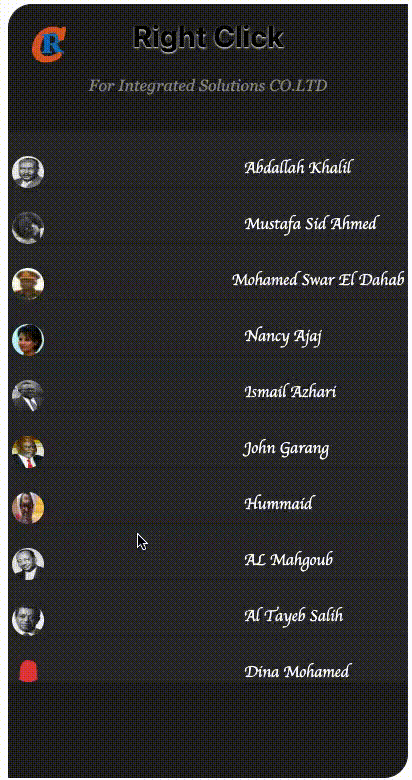 CR
Right Click
For Integrated Solutions CO.LTD
Abdallah Khalil
Mustafa Sid Ahmed
Mohamed Swar El Dahab
Nancy Ajaj
Ismail Azhari
John Garang
Hummaid
AL Mahgoub
Al Tayeb Salih
Dina Mohamed